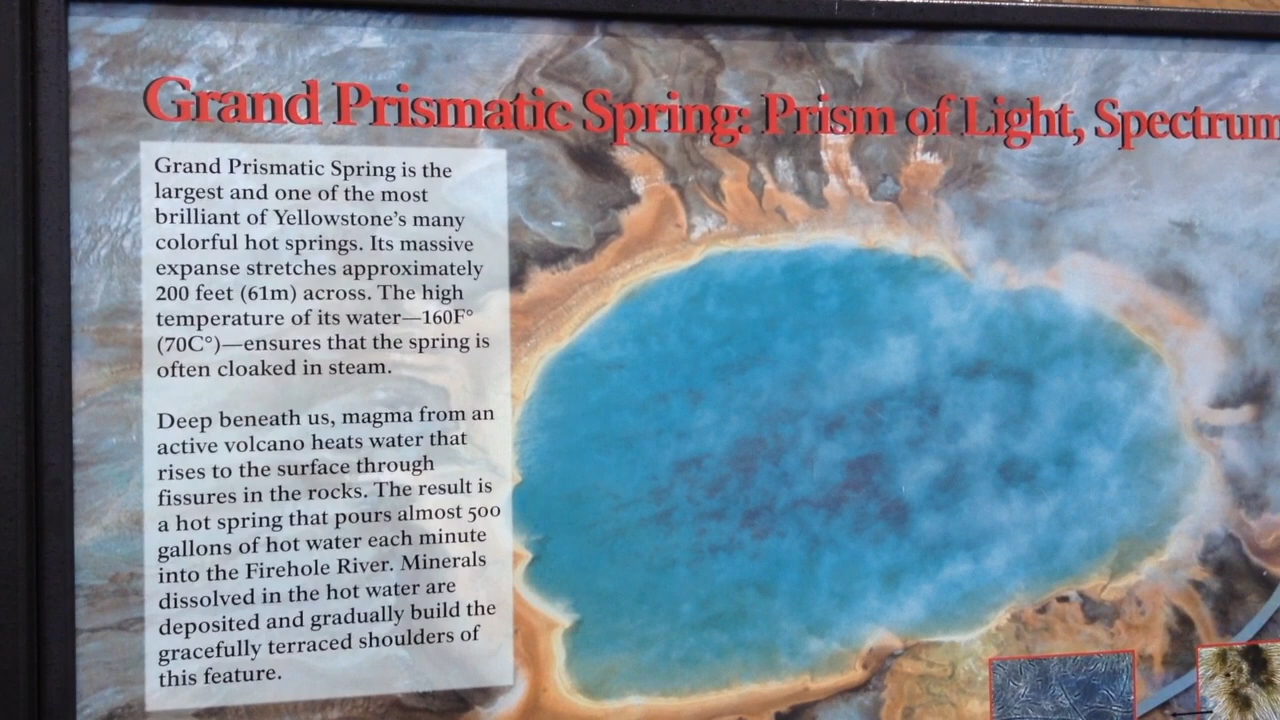 Grand Prismatic Spring: Prism of Light, Spectrum
Grand Prismatic Spring is the
largest and one of the most
brilliant of Yellowstone's many
colorful hot springs. Its massive
expanse stretches approximately
200 feet (61m) across. The high
temperature of its water—160F°
(70C°)—ensures that the spring is
often cloaked in steam.
Deep beneath us, magma from an
active volcano heats water that
rises to the surface through
fissures in the rocks. The result is
a hot spring that pours almost 500
gallons of hot water each minute
into the Firehole River. Minerals
dissolved in the hot water are
deposited and gradually build the
gracefully terraced shoulders of
this feature.